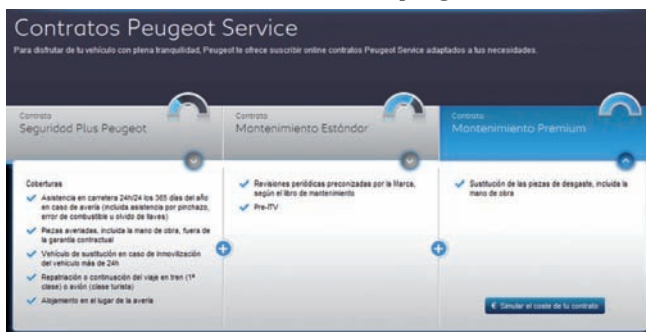 Contratos Peugeot Service
Para disfrutar de tu vehículo con plena tranquilidad, Peugeot te ofrece suscribir online contratos Peugeot Service adaptados a tus necesidades.
Contrato
Seguridad Plus Peugeot
Contrato
Mantenimiento Estándar
Contrato
Mantenimiento Premium
Coberturas
Asistencia en carretera 24h/24 los 365 días del año
en caso de avería (incluida asistencia por pinchazo,
error de combustible u olvido de llaves)
Piezas averiadas, incluida la mano de obra, fuera de
la garantía contractual
Vehículo de sustitución en caso de inmovilización
del vehículo más de 24h
Repatriación o continuación del viaje en tren (1ª
clase) o avión (clase turista)
Alojamiento en el lugar de la avería
Revisiones periódicas preconizadas por la Marca,
según el libro de mantenimiento
Pre-ITV
Sustitución de las piezas de desgaste, incluida la
mano de obra
€ Simular el coste de tu contrato